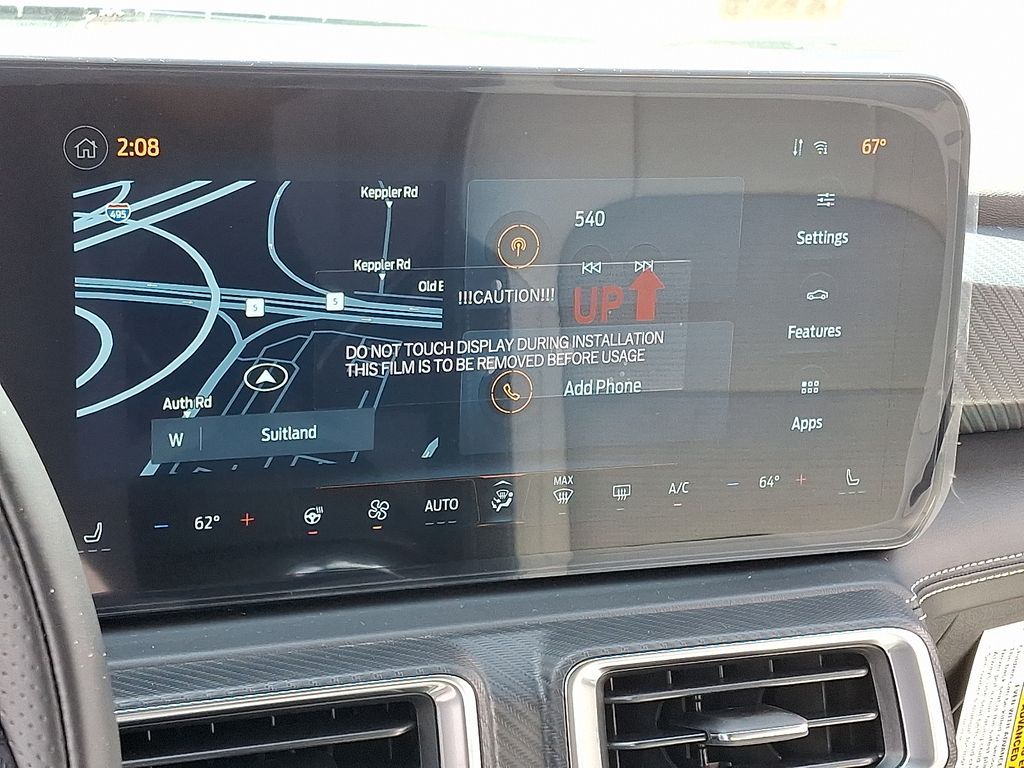 2:08
67°
495
Keppler Rd
540
Settings
Keppler Rd
Old E
!!!CAUTION!!!
UP
5
5
Features
DO NOT TOUCH DISPLAY DURING INSTALLATION
THIS FILM IS TO BE REMOVED BEFORE USAGE
Add Phone
Auth Rd
Apps
W
Suitland
MAX
62°
AUTO
A/C
64°